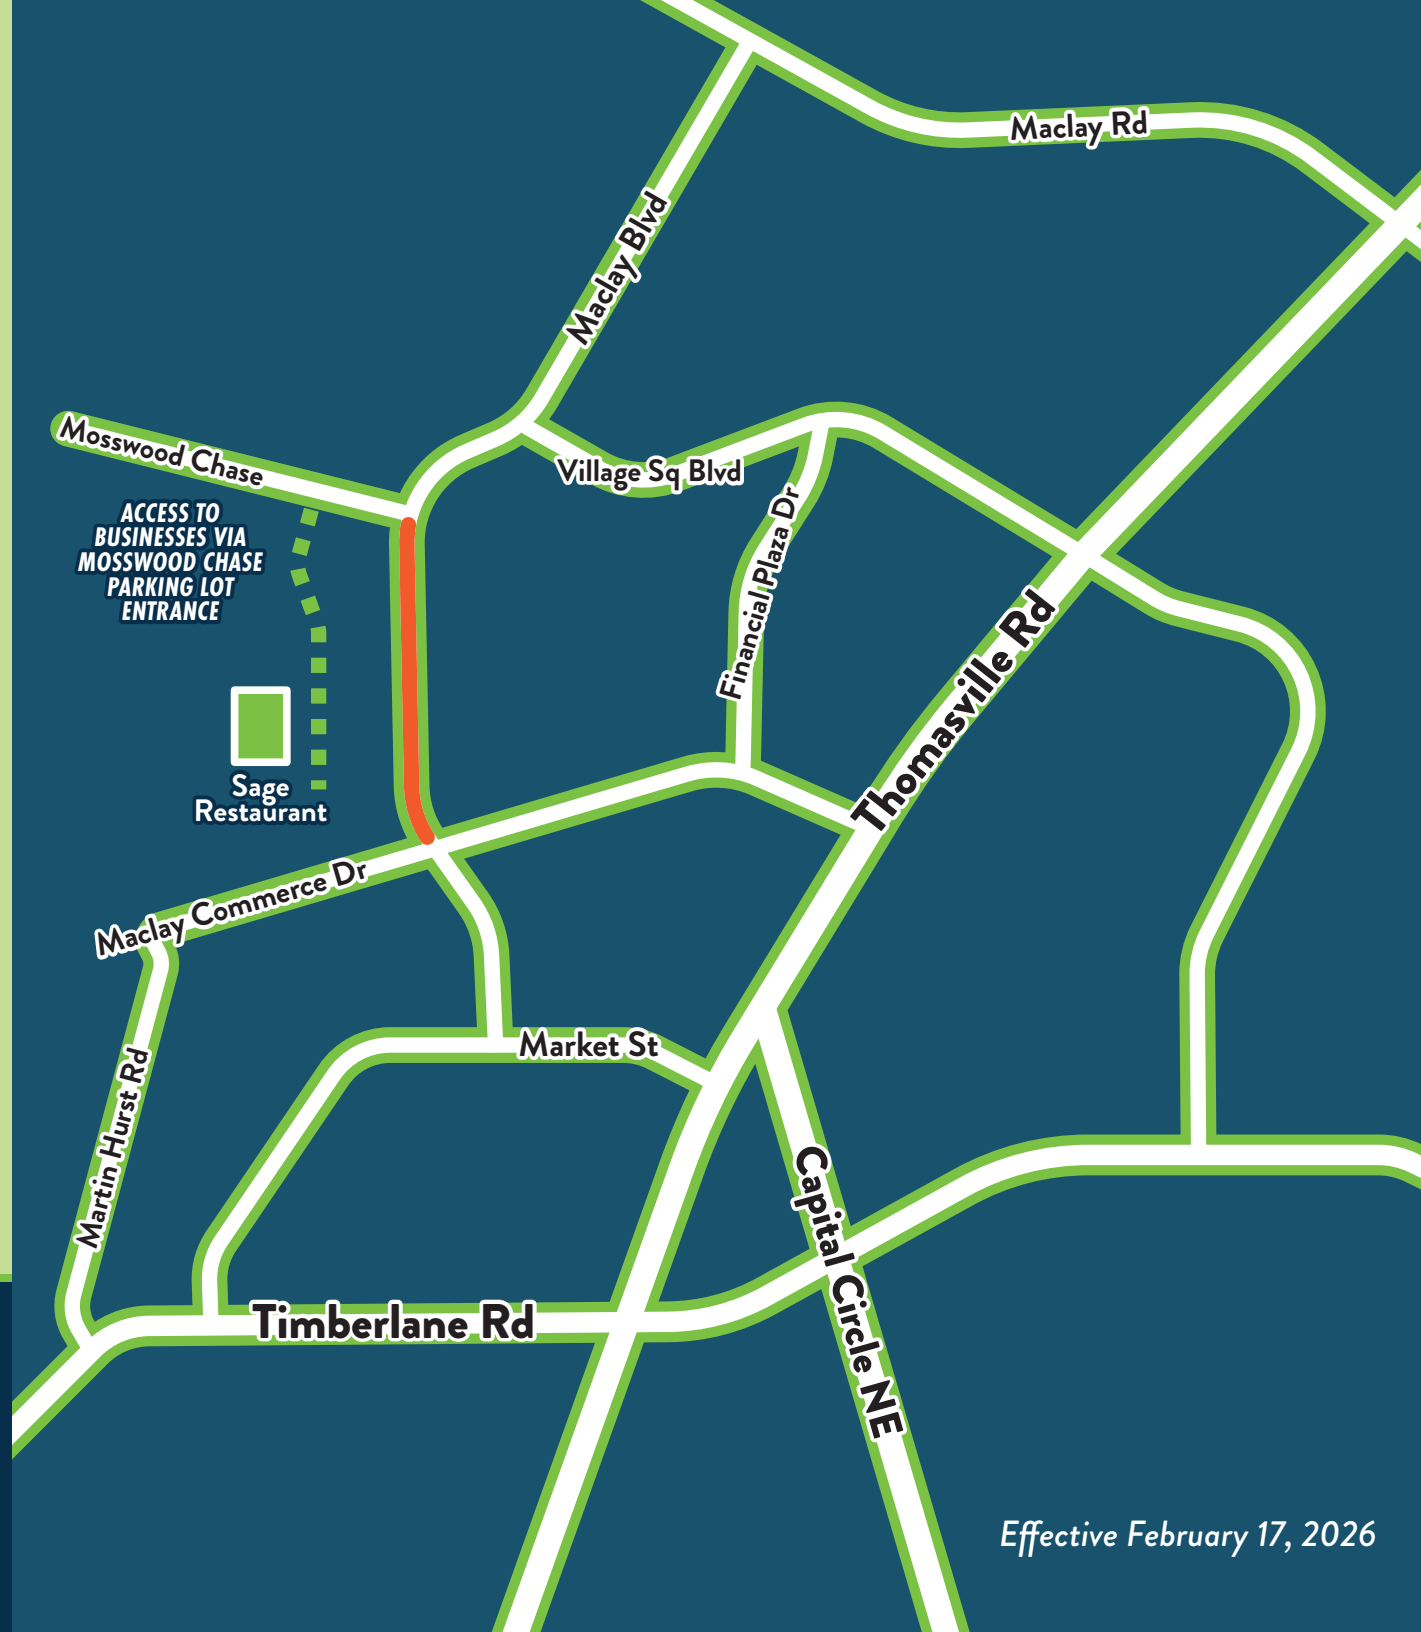 Maclay Rd
Maclay Blvd
Mosswood Chase
Village Sq Blvd
ACCESS TO
BUSINESSES VIA
MOSSWOOD CHASE
PARKING LOT
ENTRANCE
Financial Plaza Dr
Thomasville Rd
Sage
Restaurant
Maclay Commerce Dr
Market St
Martin Hurst Rd
Capital Circle NE
Timberlane Rd
Effective February 17, 2026